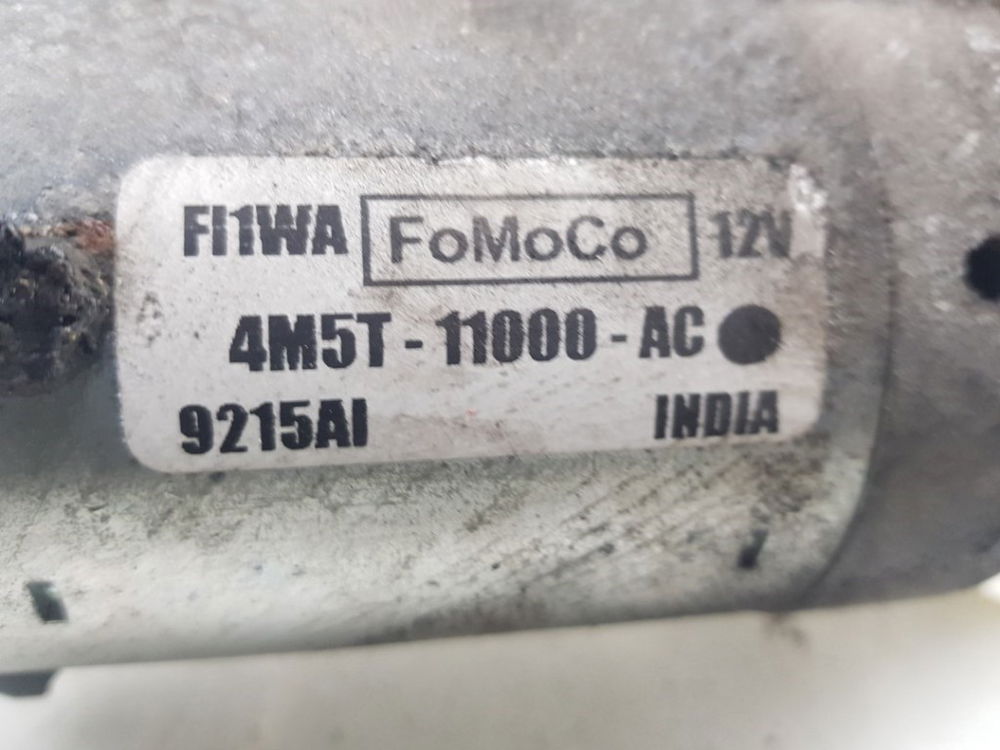 FI1WA FoMoCo 12V
4M5T - 11000 - AC
9215AI INDIA